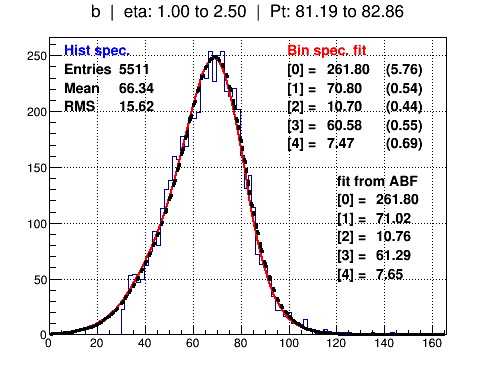 b | eta: 1.00 to 2.50 | Pt: 81.19 to 82.86
Hist spec.
Entries 5511
Mean 66.34
RMS 15.62
Bin spec. fit
[0] = 261.80 (5.76)
[1] = 70.80 (0.54)
[2] = 10.70 (0.44)
[3] = 60.58 (0.55)
[4] = 7.47 (0.69)
fit from ABF
[0] = 261.80
[1] = 71.02
[2] = 10.76
[3] = 61.29
[4] = 7.65
250
200
150
100
50
0
0 20 40 60 80 100 120 140 160